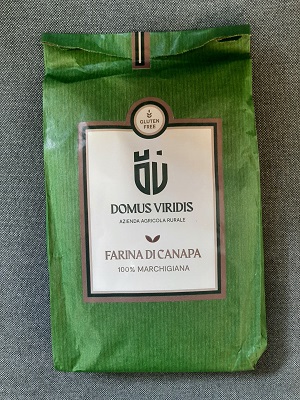 GLUTEN
FREE
DOMUS VIRIDIS
AZIENDA AGRICOLA RURALE
FARINA DI CANAPA
100% MARCHIGIANA